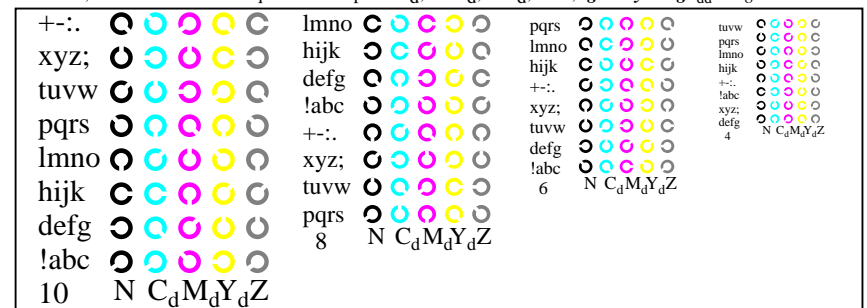 +-:.
xyz;
tuvw
pqrs
lmno
hijk
defg
!abc
10 N CdMdYdZ
lmno
hijk
defg
!abc
+-:.
xyz;
tuvw
pqrs
8 N CdMdYdZ
pqrs
lmno
hijk
+-:.
xyz;
tuvw
defg
!abc
6 N CdMdYdZ
tuvw
pqrs
lmno
hijk
+-:.
!abc
xyz;
defg
4 N CdMdYdZ